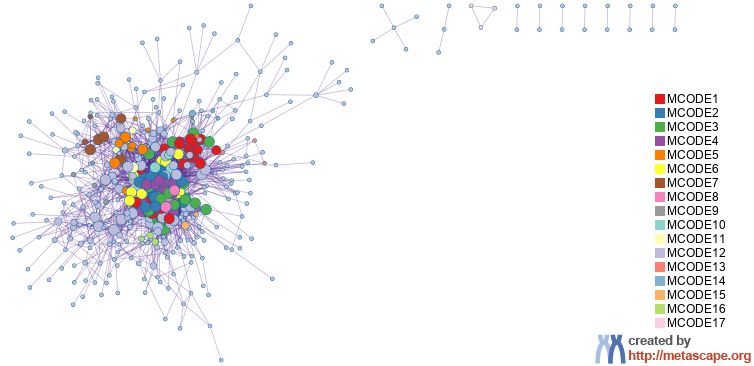 MCODE1
MCODE2
MCODE3
MCODE4
MCODE5
MCODE6
MCODE7
MCODE8
MCODE9
MCODE10
MCODE11
MCODE12
MCODE13
MCODE14
MCODE15
MCODE16
MCODE17
created by
http://metascape.org